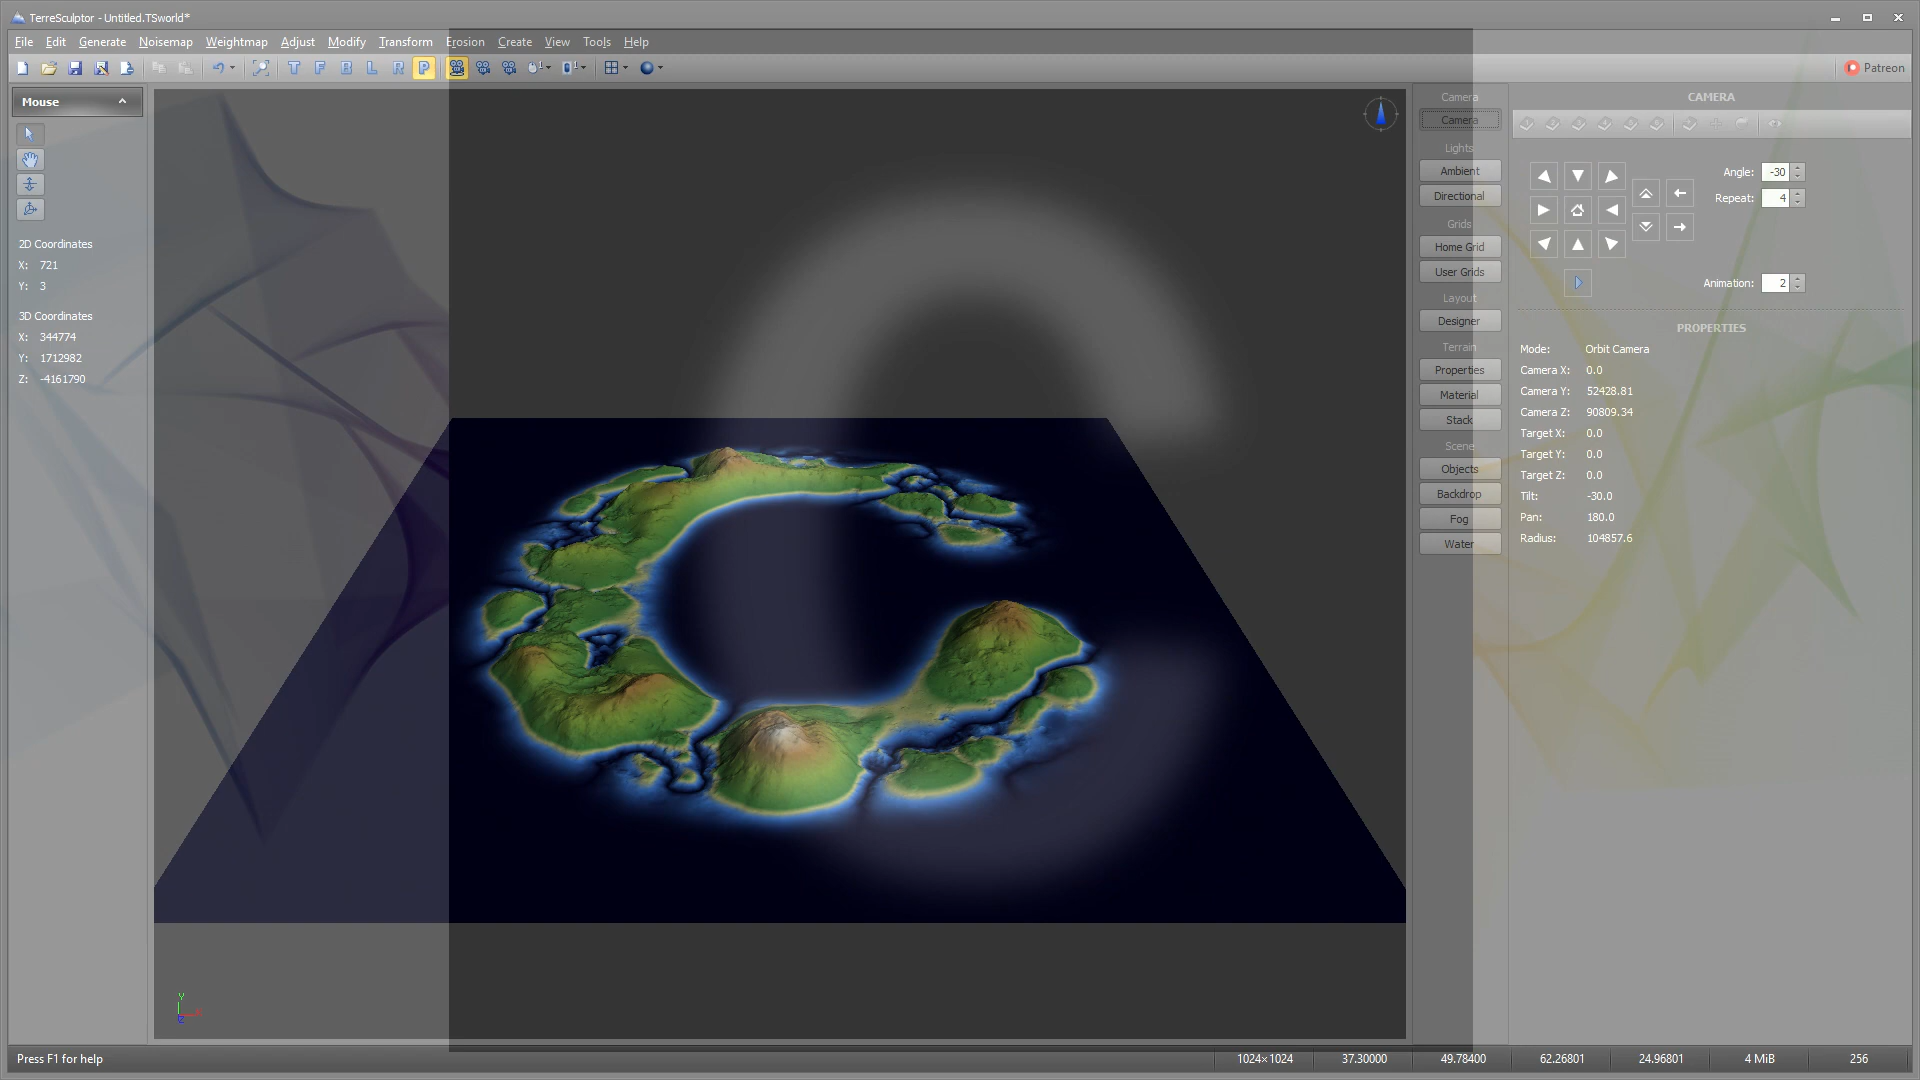 TerreSculptor - Untitled.TSworld*
File Edit Generate Noisemap Weightmap Adjust Modify Transform Erosion Create View Tools Help
T F B L R P 1 1 Patreon
Mouse
2D Coordinates
X: 721
Y: 3
3D Coordinates
X: 344774
Y: 1712982
Z: -4161790
Camera
Camera
Lights
Ambient
Directional
Grids
Home Grid
User Grids
Layout
Designer
Terrain
Properties
Material
Stack
Scene
Objects
Backdrop
Fog
Water
CAMERA
Angle: -30
Repeat: 4
Animation: 2
PROPERTIES
Mode: Orbit Camera
Camera X: 0.0
Camera Y: 52428.81
Camera Z: 90809.34
Target X: 0.0
Target Y: 0.0
Target Z: 0.0
Tilt: -30.0
Pan: 180.0
Radius: 104857.6
Y
Press F1 for help 1024×1024 37.30000 49.78400 62.26801 24.96801 4 MiB 256